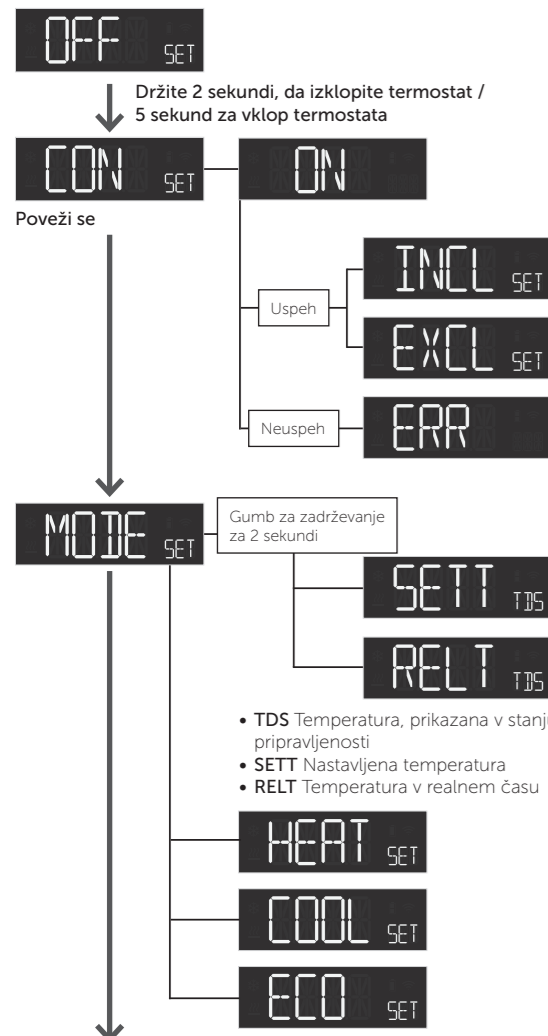 OFF SET
Držite 2 sekundi, da izklopite termostat /
5 sekund za vklop termostata
CON SET
ON
Poveži se
INCL SET
Uspeh
EXCL SET
Neuspeh
ERR
MODE SET
Gumb za zadrževanje
za 2 sekundi
SETT TDS
RELT TDS
• TDS Temperatura, prikazana v stanju
pripravljenosti
• SETT Nastavljena temperatura
• RELT Temperatura v realnem času
HEAT SET
COOL SET
ECO SET